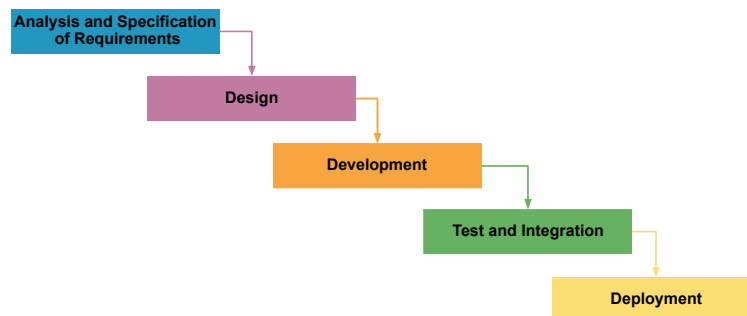 Analysis and Specification
of Requirements
Design
Development
Test and Integration
Deployment